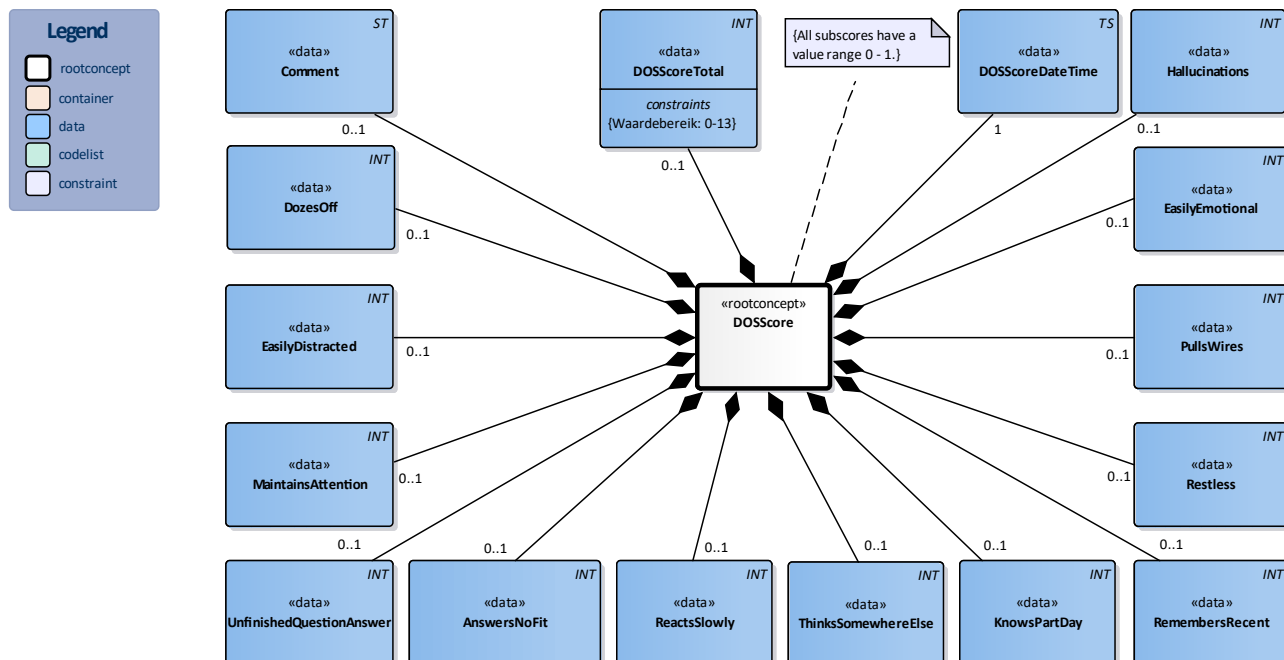 Legend
rootconcept
container
data
codelist
constraint
ST
«data»
Comment
0..1
INT
«data»
DOSScoreTotal
constraints
{Waardebereik: 0-13}
0..1
{All subscores have a
value range 0 - 1.}
TS
«data»
DOSScoreDateTime
1
INT
«data»
Hallucinations
0..1
INT
«data»
DozesOff
0..1
INT
«data»
EasilyEmotional
0..1
INT
«data»
EasilyDistracted
0..1
«rootconcept»
DOSScore
INT
«data»
PullsWires
0..1
INT
«data»
MaintainsAttention
0..1
INT
«data»
Restless
0..1
0..1
INT
«data»
UnfinishedQuestionAnswer
0..1
INT
«data»
AnswersNoFit
0..1
INT
«data»
ReactsSlowly
0..1
INT
«data»
ThinksSomewhereElse
0..1
INT
«data»
KnowsPartDay
0..1
INT
«data»
RemembersRecent